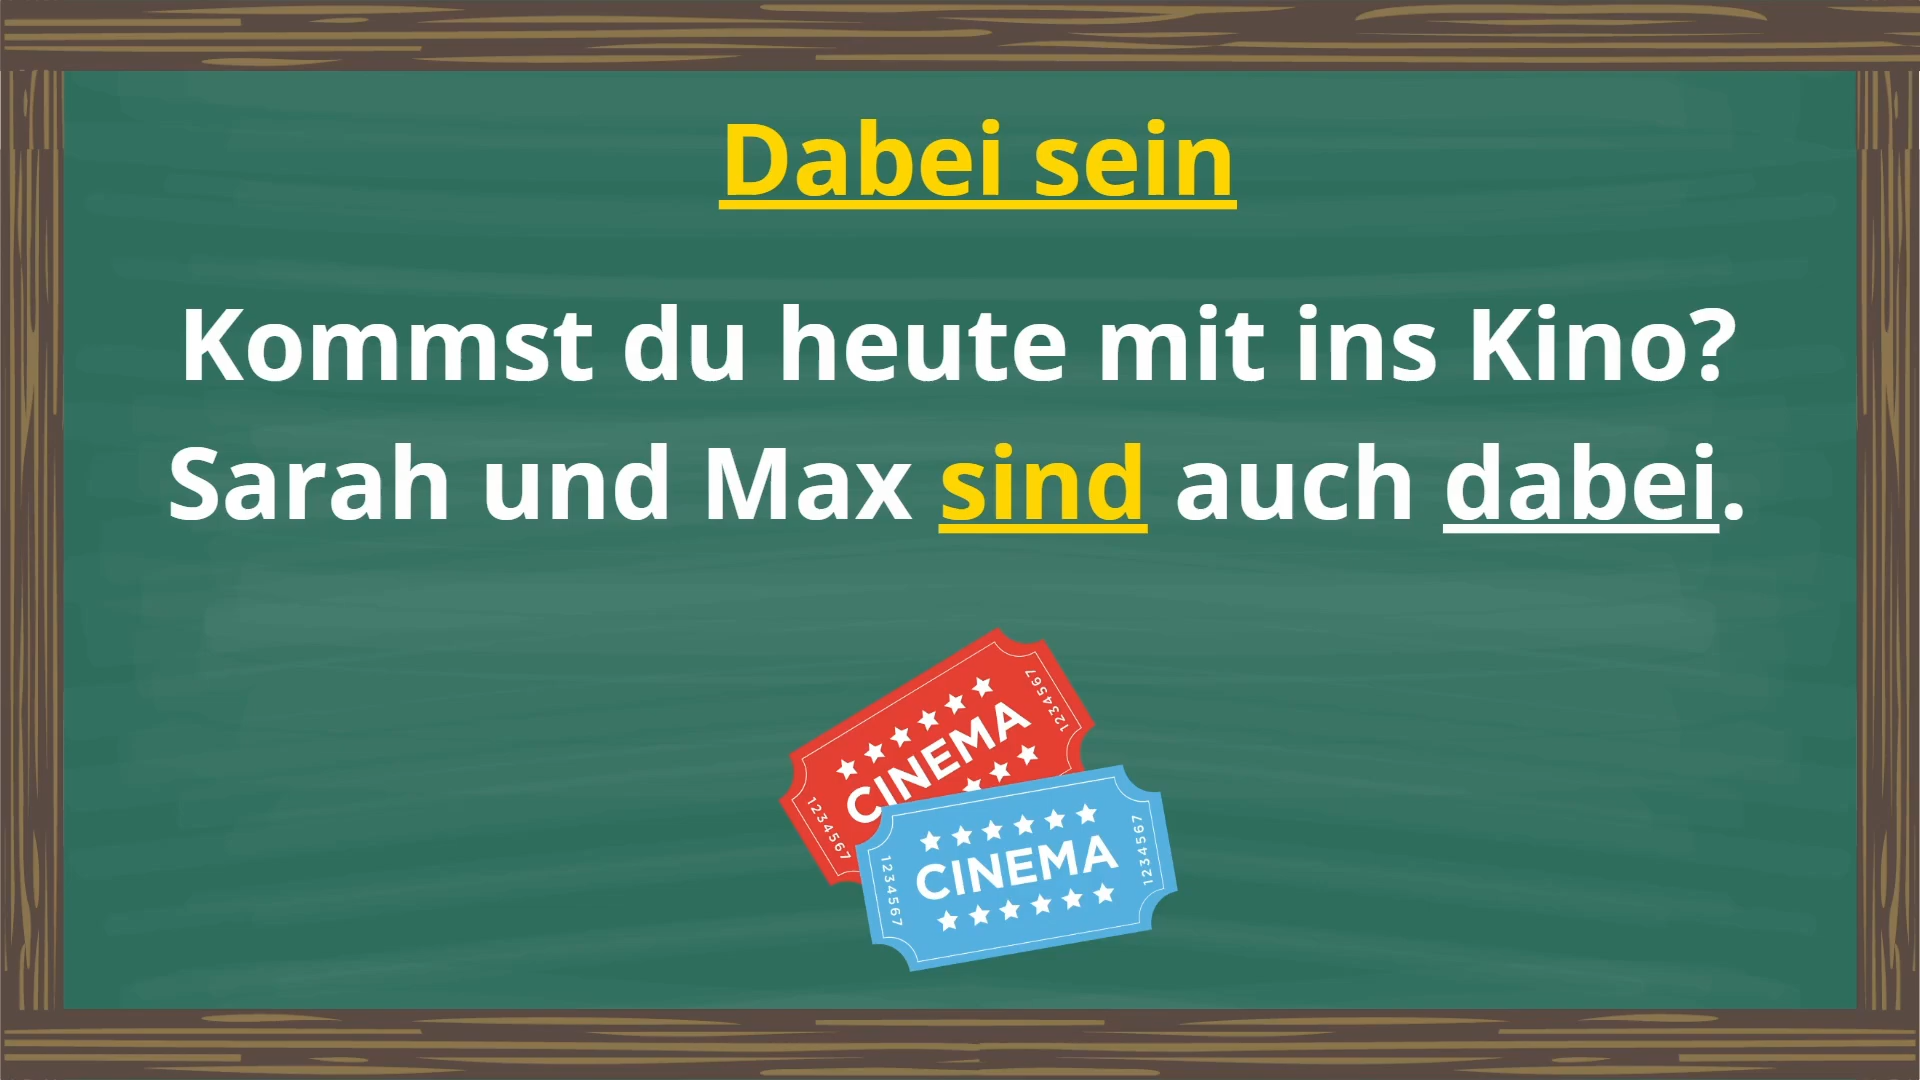 Dabei sein
Kommst du heute mit ins Kino?
Sarah und Max sind auch dabei.
1234567
CINEMA
1234567
1234567
CINEMA
1234567